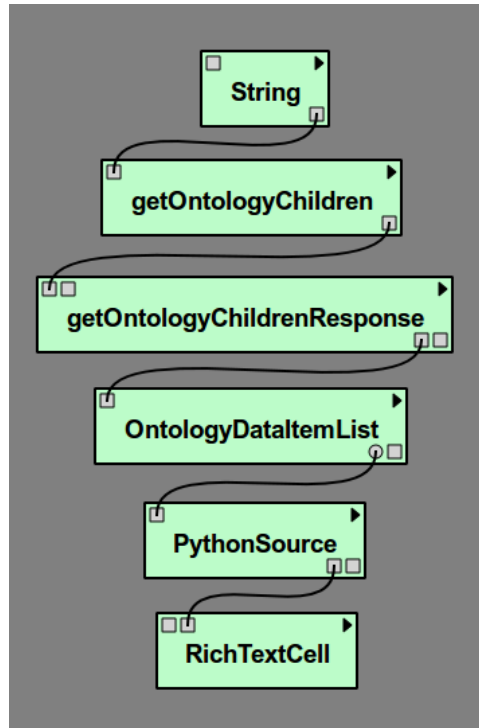 String
getOntologyChildren
getOntologyChildrenResponse
OntologyDataItemList
PythonSource
RichTextCell